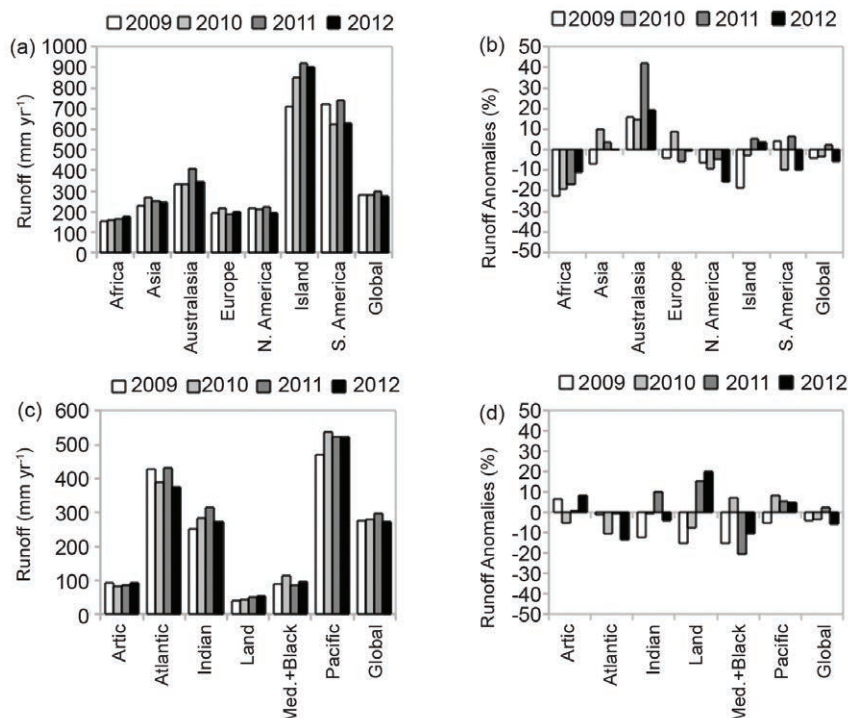 2009 2010 2011 2012
(a)
1000
900
800
700
600
500
400
300
200
100
0
Runoff (mm yr⁻¹)
Africa
Asia
Australasia
Europe
N. America
Island
S. America
Global
2009 2010 2011 2012
(b)
50
40
30
20
10
0
-10
-20
-30
-40
-50
Runoff Anomalies (%)
Africa
Asia
Australasia
Europe
N. America
Island
S. America
Global
2009 2010 2011 2012
(c)
600
500
400
300
200
100
0
Runoff (mm yr⁻¹)
Artic
Atlantic
Indian
Land
Med.+Black
Pacific
Global
2009 2010 2011 2012
(d)
50
40
30
20
10
0
-10
-20
-30
-40
-50
Runoff Anomalies (%)
Artic
Atlantic
Indian
Land
Med.+Black
Pacific
Global